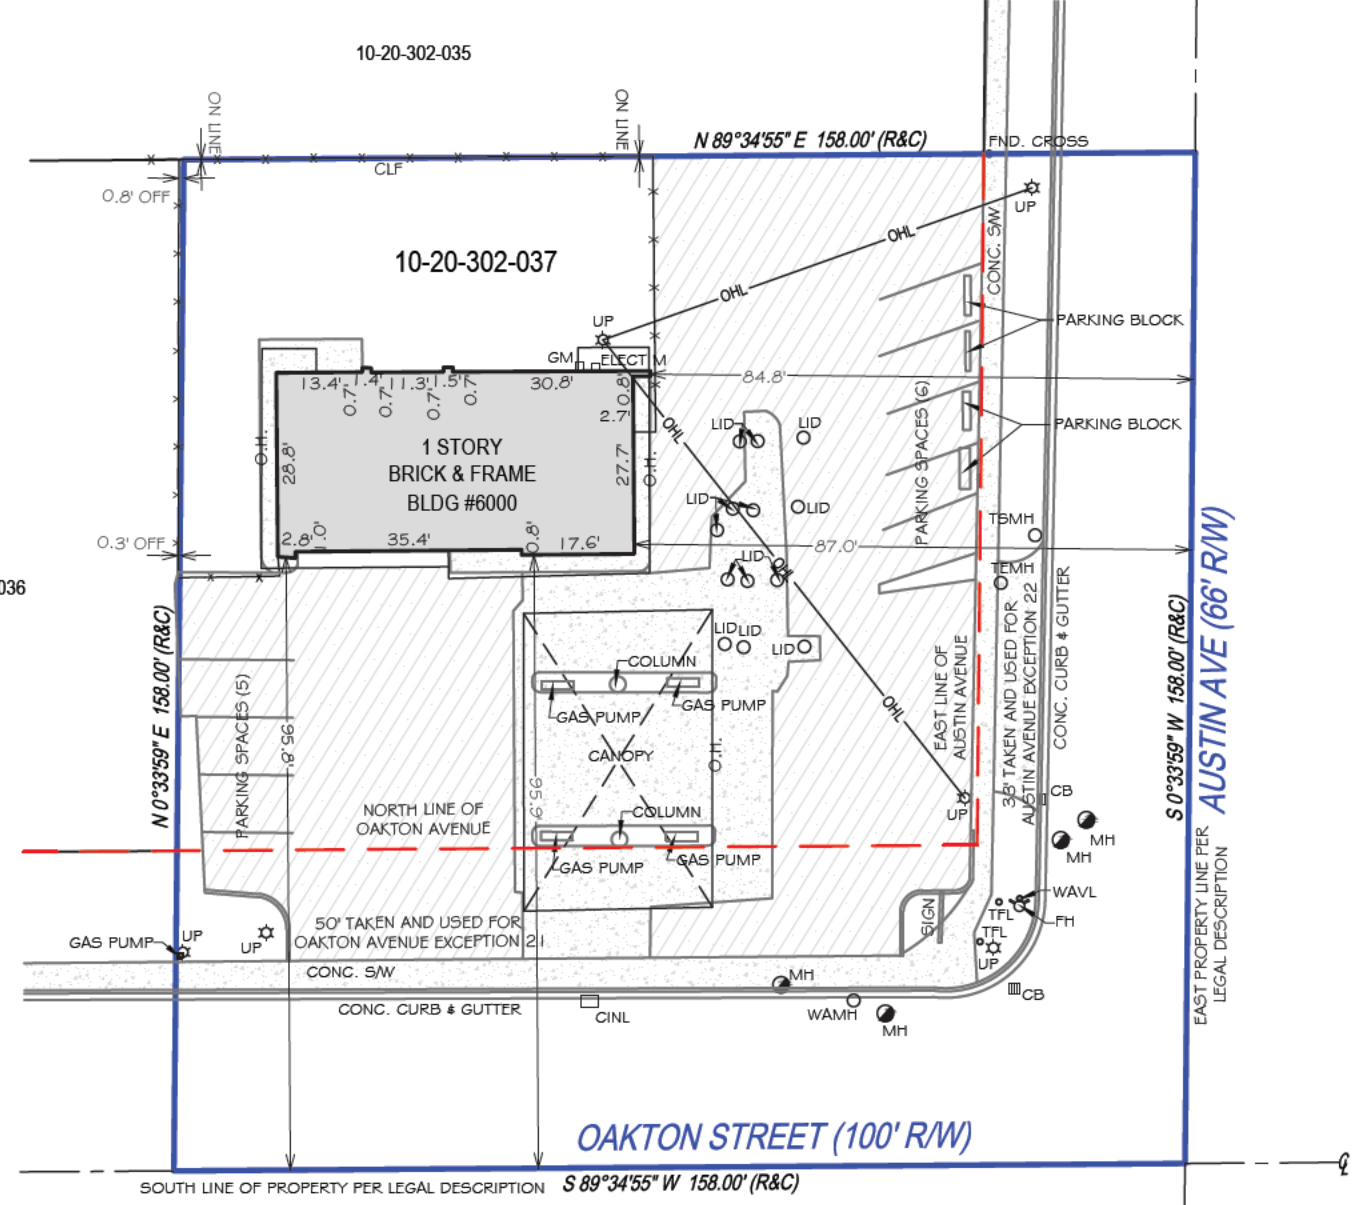 10-20-302-035
ON LINE
ON LINE
N 89°34'55" E 158.00' (R&C)
FND. CROSS
CLF
0.8' OFF
UP
CONC. S/W
OHL
10-20-302-037
OHL
UP
PARKING BLOCK
GM
ELECT M
84.8'
13.4'
1.4'
11.3'
1.5'
0.7'
30.8'
0.8'
0.7'
0.7'
0.7'
2.7'
PARKING SPACES (6)
PARKING BLOCK
LID
LID
OHL
O.H.
28.8'
1 STORY
BRICK & FRAME
BLDG #6000
27.7'
O.H.
LID
LID
TSMH
0.3' OFF
2.8'
1.0'
35.4'
0.8'
17.6'
87.0'
LID
OHL
TEMH
036
N 0°33'59" E 158.00' (R&C)
S 0°33'59" W 158.00' (R&C)
AUSTIN AVE (66' R/W)
CONC. CURB & GUTTER
33' TAKEN AND USED FOR
AUSTIN AVENUE EXCEPTION 22
EAST LINE OF
AUSTIN AVENUE
LID
LID
LID
COLUMN
GAS PUMP
GAS PUMP
OHL
PARKING SPACES (5)
95.8'
CANOPY
O.H.
95.9'
NORTH LINE OF
OAKTON AVENUE
COLUMN
UP
CB
MH
MH
GAS PUMP
GAS PUMP
EAST PROPERTY LINE PER
LEGAL DESCRIPTION
WAVL
TFL
FH
SIGN
TFL
50' TAKEN AND USED FOR
OAKTON AVENUE EXCEPTION 21
GAS PUMP
UP
UP
UP
CONC. S/W
MH
CB
CONC. CURB & GUTTER
CINL
WAMH
MH
OAKTON STREET (100' R/W)
SOUTH LINE OF PROPERTY PER LEGAL DESCRIPTION
S 89°34'55" W 158.00' (R&C)